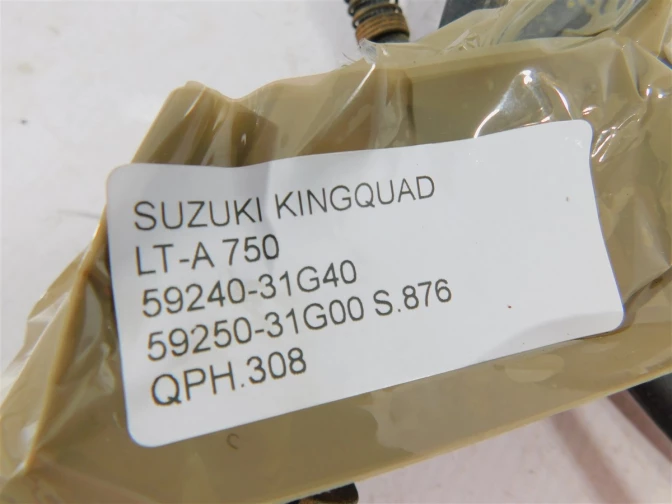 SUZUKI KINGQUAD
LT-A 750
59240-31G40
59250-31G00 S.876
QPH.308